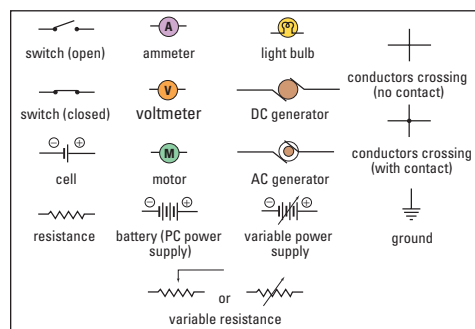 A
switch (open)
ammeter
light bulb
V
switch (closed)
voltmeter
DC generator
conductors crossing
(no contact)
− +
M
cell
motor
AC generator
conductors crossing
(with contact)
− +
− +
resistance
battery (PC power
supply)
variable power
supply
ground
or
variable resistance